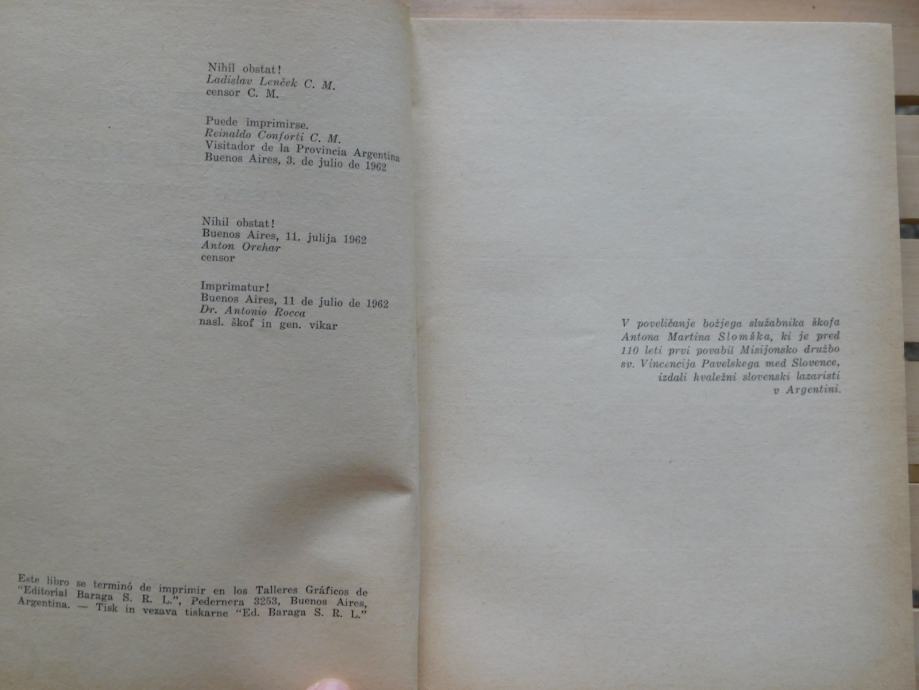 Nihil obstat!
Ladislav Lenček C. M.
censor C. M.
Puede imprimirse.
Reinaldo Conforti C. M.
Visitador de la Provincia Argentina
Buenos Aires, 3. de julio de 1962
Nihil obstat!
Buenos Aires, 11. julija 1962
Anton Orehar
censor
Imprimatur!
Buenos Aires, 11 de julio de 1962
Dr. Antonio Rocca
nasl. škof in gen. vikar
Este libro se terminó de imprimir en los Talleres Gráficos de
"Editorial Baraga S. R. L.", Pedernera 3253, Buenos Aires,
Argentina. — Tisk in vezava tiskarne "Ed. Baraga S. R. L."
V poveličanje božjega služabnika škofa
Antona Martina Slomška, ki je pred
110 leti prvi povabil Misijonsko družbo
sv. Vincencija Pavelskega med Slovence,
izdali hvaležni slovenski lazaristi
v Argentini.